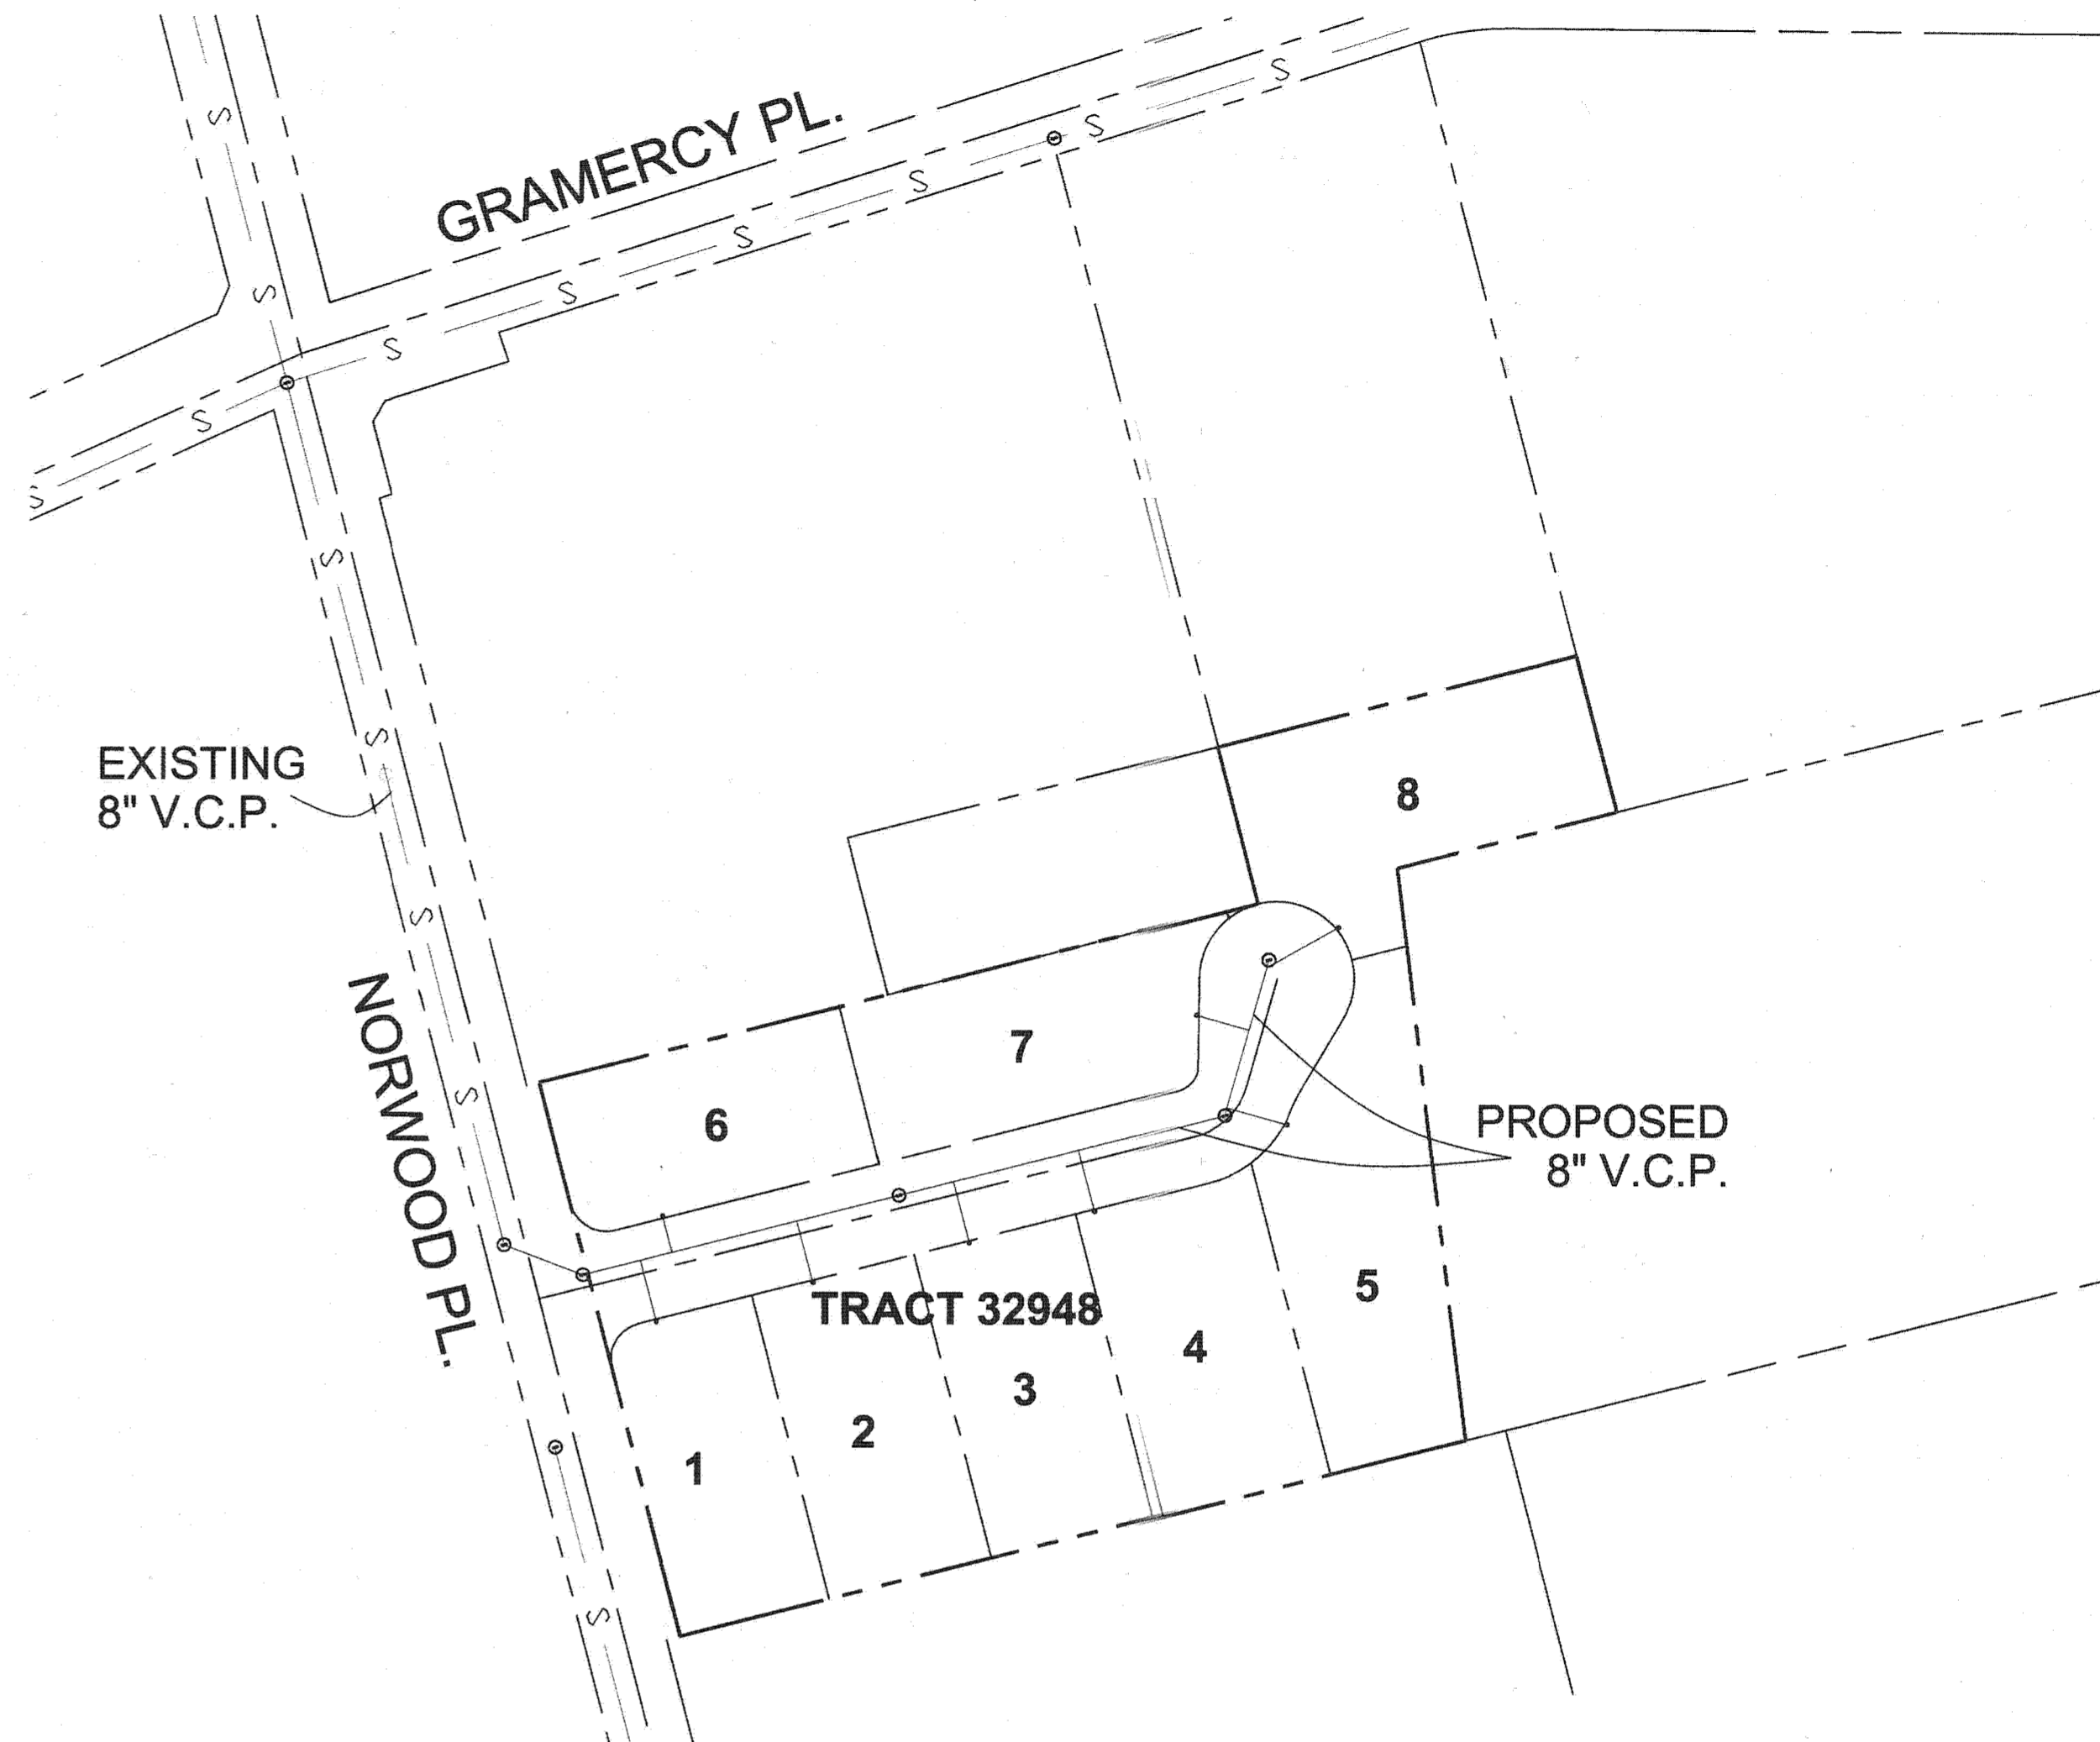 GRAMERCY PL.
S
S
S
S
S
S
S
S
S
S
S
S
EXISTING
8" V.C.P.
8
S
S
NORWOOD PL.
7
6
PROPOSED
8" V.C.P.
TRACT 32948
5
4
3
2
1
S